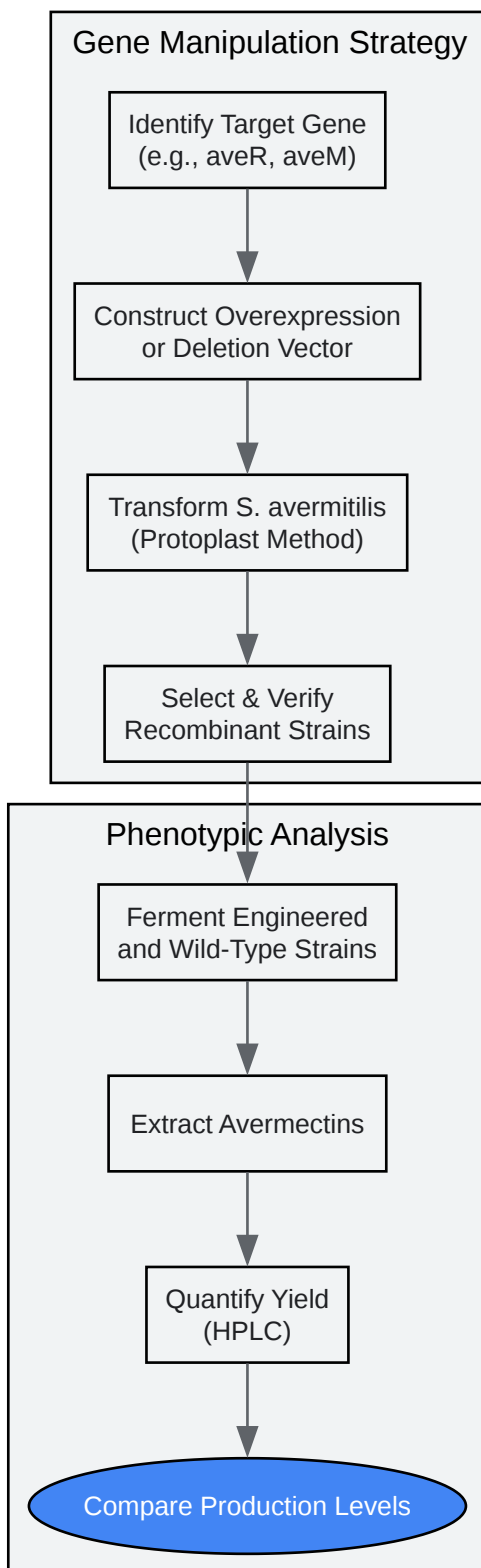 Gene Manipulation Strategy
Identify Target Gene
(e.g., aveR, aveM)
Construct Overexpression
or Deletion Vector
Transform S. avermitilis
(Protoplast Method)
Select & Verify
Recombinant Strains
Phenotypic Analysis
Ferment Engineered
and Wild-Type Strains
Extract Avermectins
Quantify Yield
(HPLC)
Compare Production Levels